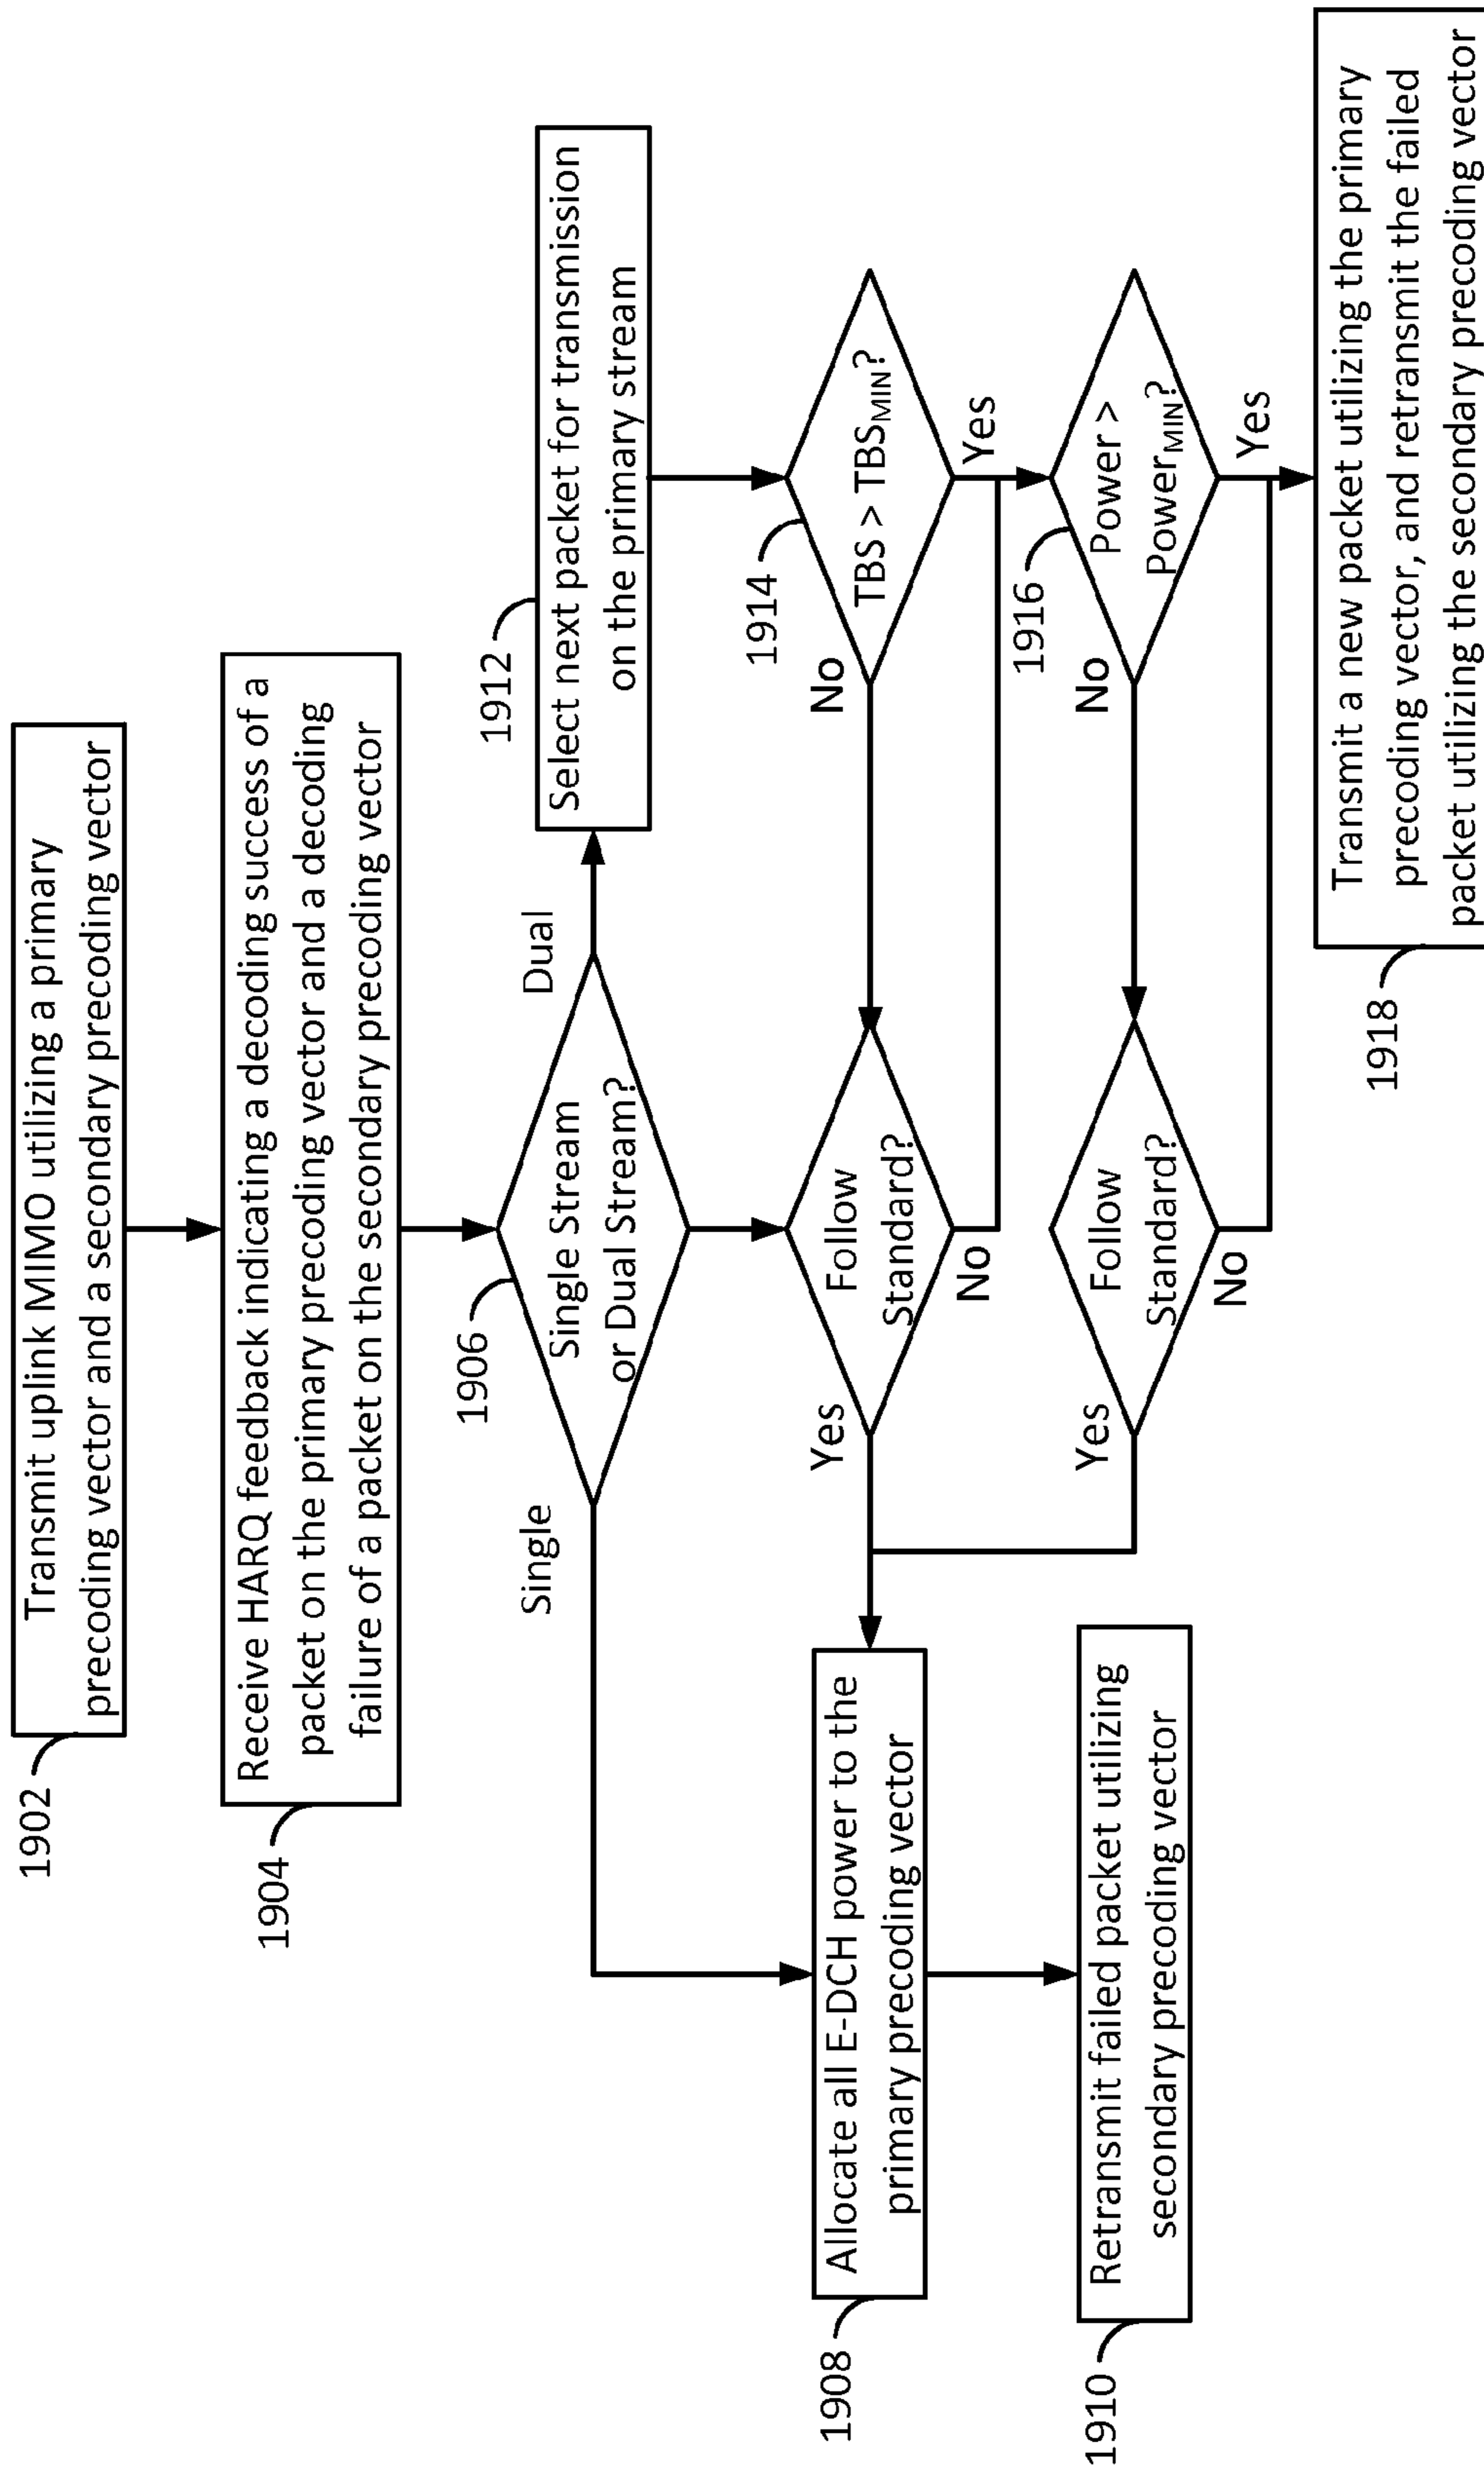 1902
Transmit uplink MIMO utilizing a primary
precoding vector and a secondary precoding vector
1904
Receive HARQ feedback indicating a decoding success of a
packet on the primary precoding vector and a decoding
failure of a packet on the secondary precoding vector
1906
Single Stream
or Dual Stream?
Single
Dual
1912
Select next packet for transmission
on the primary stream
1908
Allocate all E-DCH power to the
primary precoding vector
Yes
Follow
Standard?
No
No
1914
TBS > TBSMIN?
Yes
1910
Retransmit failed packet utilizing
secondary precoding vector
Yes
Follow
Standard?
No
No
1916
Power >
PowerMIN?
Yes
1918
Transmit a new packet utilizing the primary
precoding vector, and retransmit the failed
packet utilizing the secondary precoding vector